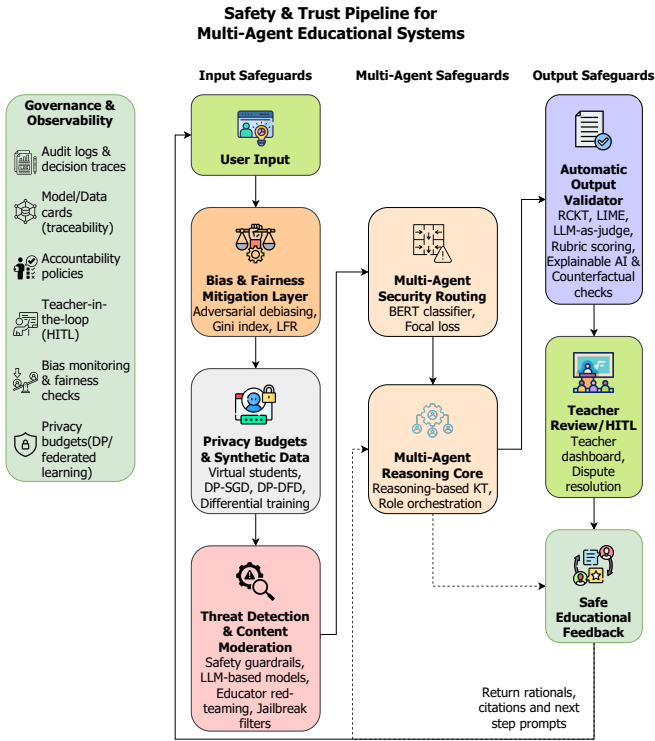 Safety & Trust Pipeline for
Multi-Agent Educational Systems
Input Safeguards
Multi-Agent Safeguards
Output Safeguards
Governance &
Observability
Audit logs &
decision traces
Model/Data
cards
(traceability)
Accountability
policies
Teacher-in-
the-loop
(HITL)
Bias monitoring
& fairness
checks
Privacy
budgets(DP/
federated
learning)
User Input
Bias & Fairness
Mitigation Layer
Adversarial debiasing,
Gini index, LFR
Privacy Budgets
& Synthetic Data
Virtual students,
DP-SGD, DP-DFD,
Differential training
Threat Detection
& Content
Moderation
Safety guardrails,
LLM-based models,
Educator red-
teaming, Jailbreak
filters
Multi-Agent
Security Routing
BERT classifier,
Focal loss
Multi-Agent
Reasoning Core
Reasoning-based KT,
Role orchestration
Automatic
Output
Validator
RCKT, LIME,
LLM-as-judge,
Rubric scoring,
Explainable AI &
Counterfactual
checks
Teacher
Review/HITL
Teacher
dashboard,
Dispute
resolution
Safe
Educational
Feedback
Return rationals,
citations and next
step prompts